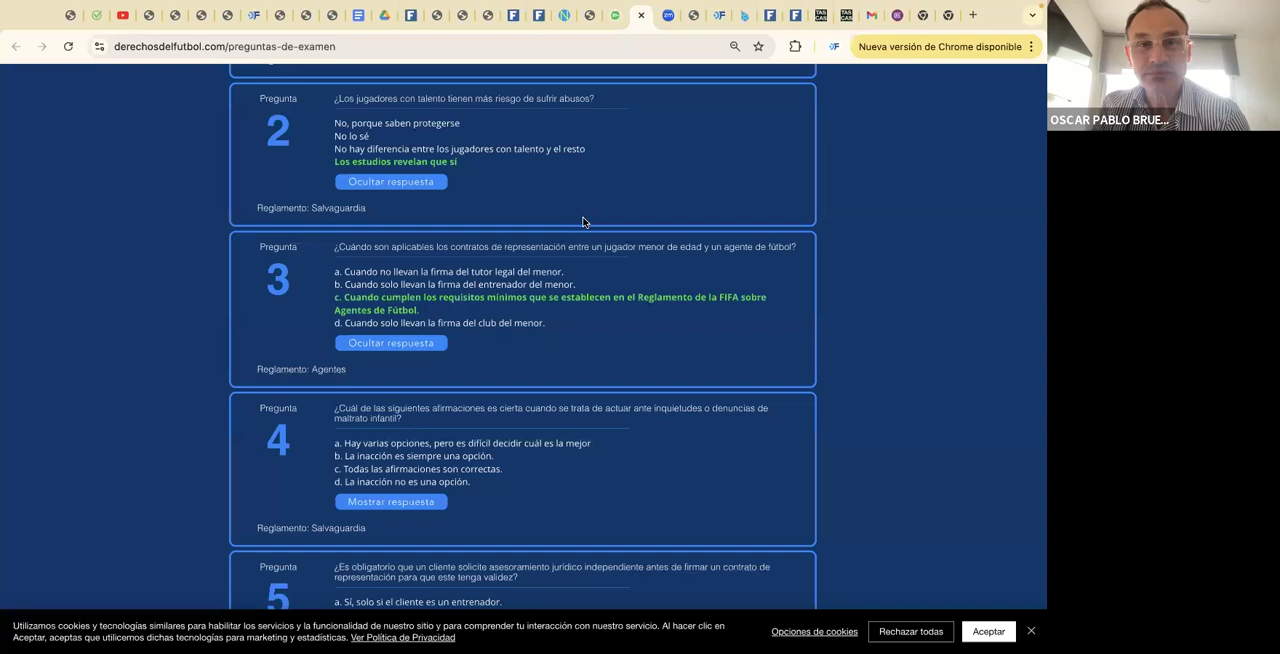 derechosdelfutbol.com/preguntas-de-examen
Nueva versión de Chrome disponible
OSCAR PABLO BRUE...
Pregunta
2
¿Los jugadores con talento tienen más riesgo de sufrir abusos?
No, porque saben protegerse
No lo sé
No hay diferencia entre los jugadores con talento y el resto
Los estudios revelan que sí
Ocultar respuesta
Reglamento: Salvaguardia
Pregunta
3
¿Cuándo son aplicables los contratos de representación entre un jugador menor de edad y un agente de fútbol?
a. Cuando no llevan la firma del tutor legal del menor.
b. Cuando solo llevan la firma del entrenador del menor.
c. Cuando cumplen los requisitos mínimos que se establecen en el Reglamento de la FIFA sobre
Agentes de Fútbol.
d. Cuando solo llevan la firma del club del menor.
Ocultar respuesta
Reglamento: Agentes
Pregunta
4
¿Cuál de las siguientes afirmaciones es cierta cuando se trata de actuar ante inquietudes o denuncias de
maltrato infantil?
a. Hay varias opciones, pero es difícil decidir cuál es la mejor
b. La inacción es siempre una opción.
c. Todas las afirmaciones son correctas.
d. La inacción no es una opción.
Mostrar respuesta
Reglamento: Salvaguardia
Pregunta
5
¿Es obligatorio que un cliente solicite asesoramiento jurídico independiente antes de firmar un contrato de
representación para que este tenga validez?
a. Sí, solo si el cliente es un entrenador.
Utilizamos cookies y tecnologías similares para habilitar los servicios y la funcionalidad de nuestro sitio y para comprender tu interacción con nuestro servicio. Al hacer clic en
Aceptar, aceptas que utilicemos dichas tecnologías para marketing y estadísticas. Ver Política de Privacidad
Opciones de cookies
Rechazar todas
Aceptar